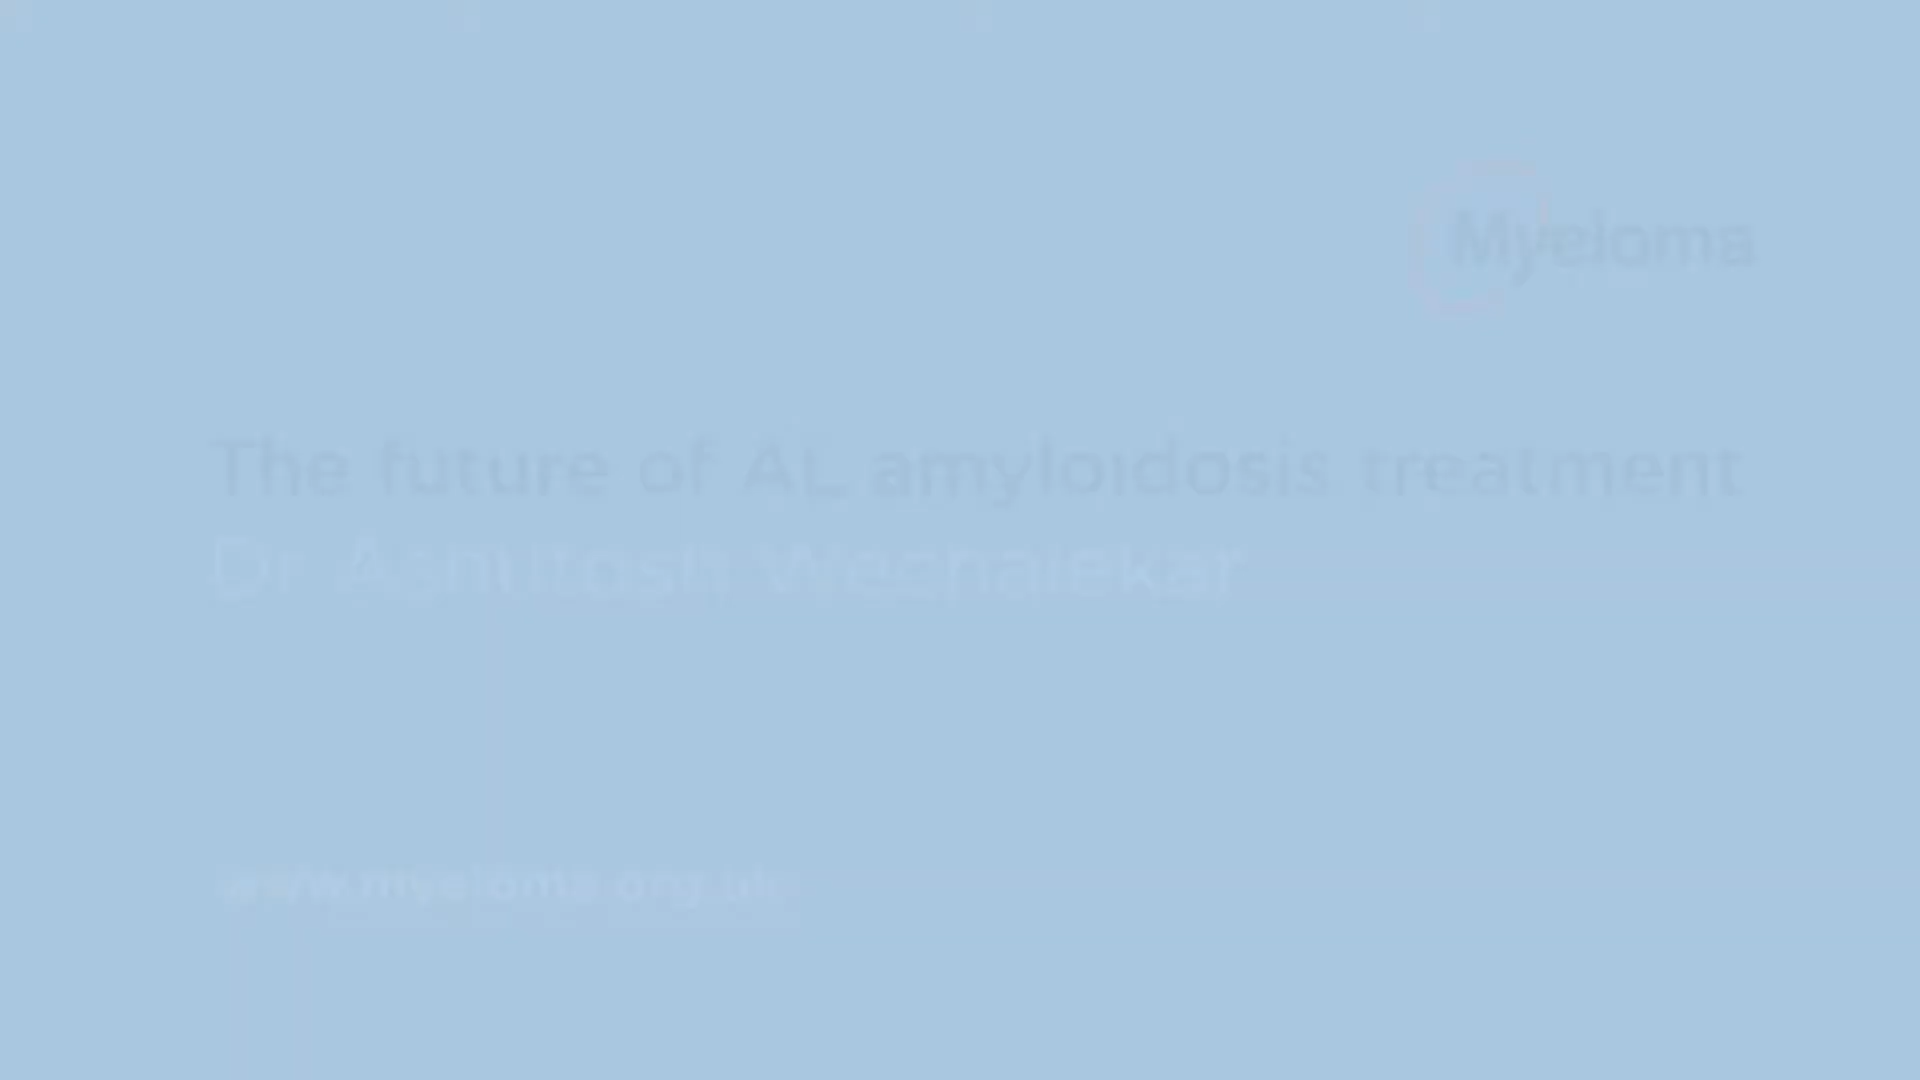 Myeloma
The future of AL amyloidosis treatment
Dr Ashutosh Wechalekar
www.myeloma.org.uk